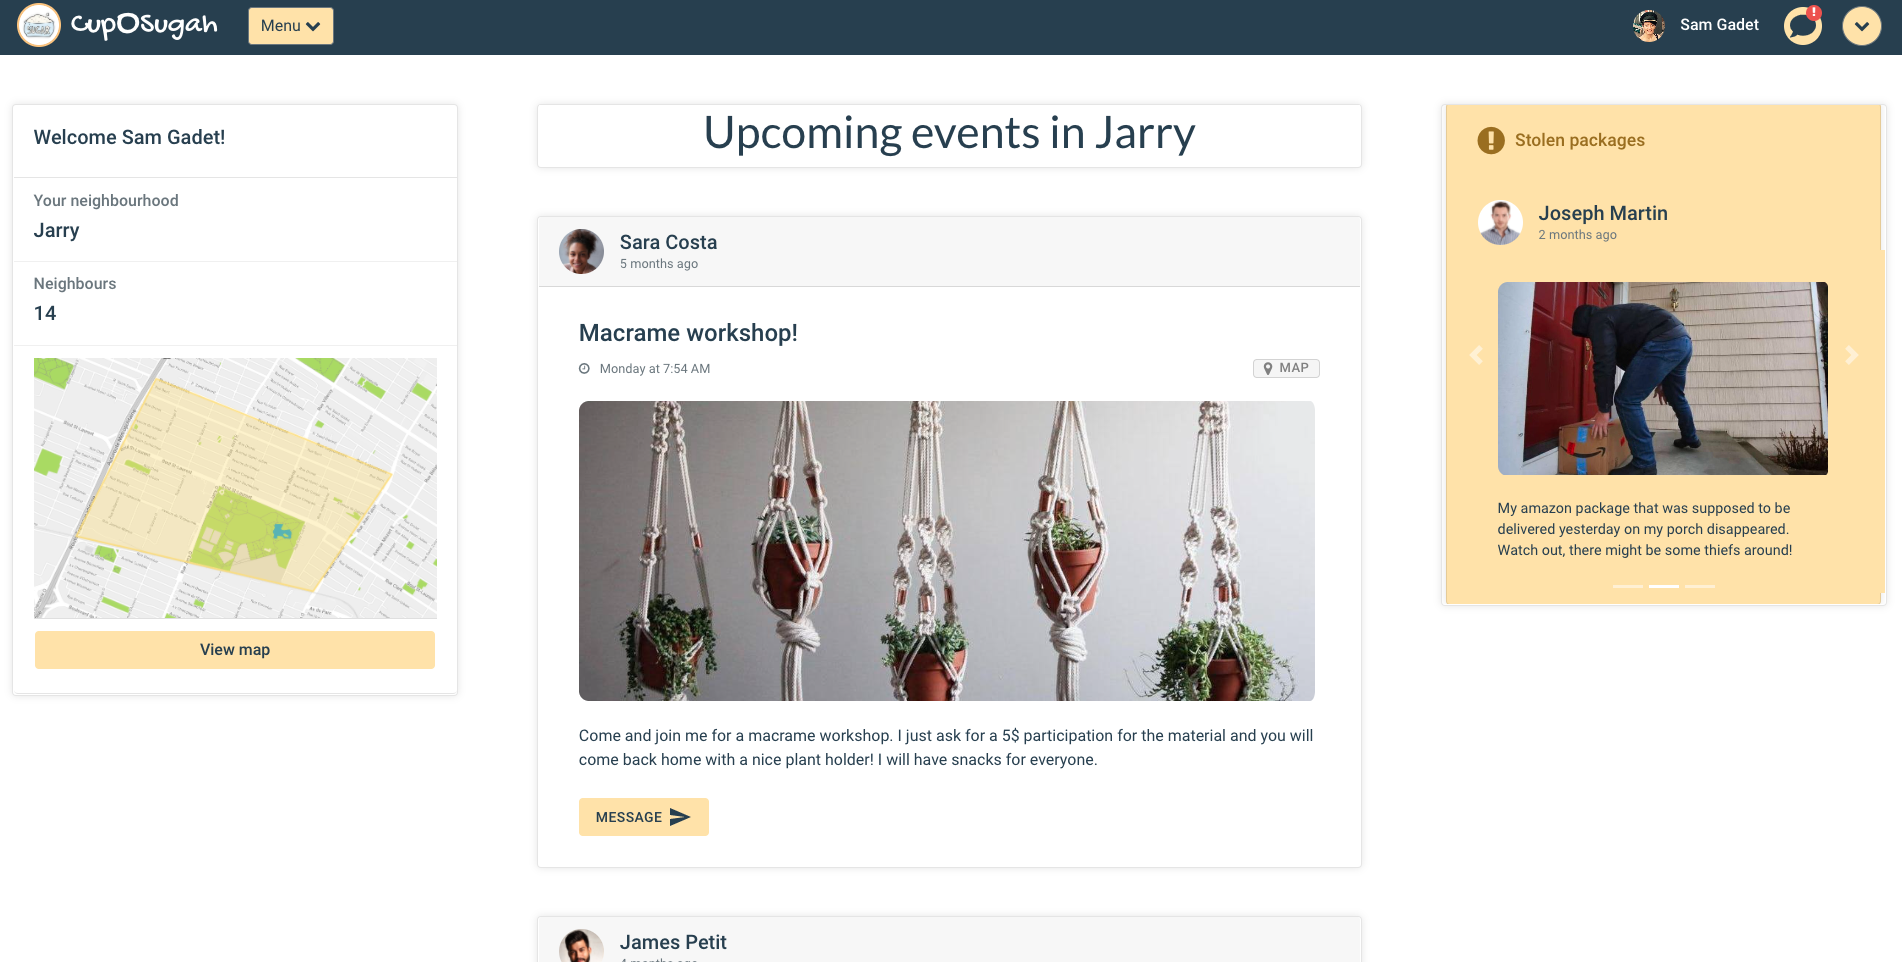 CupOSugah
Menu
Sam Gadet
Welcome Sam Gadet!
Your neighbourhood
Jarry
Neighbours
14
View map
Upcoming events in Jarry
Sara Costa
5 months ago
Macrame workshop!
Monday at 7:54 AM
MAP
Come and join me for a macrame workshop. I just ask for a 5$ participation for the material and you will
come back home with a nice plant holder! I will have snacks for everyone.
MESSAGE
James Petit
Stolen packages
Joseph Martin
2 months ago
My amazon package that was supposed to be
delivered yesterday on my porch disappeared.
Watch out, there might be some thiefs around!